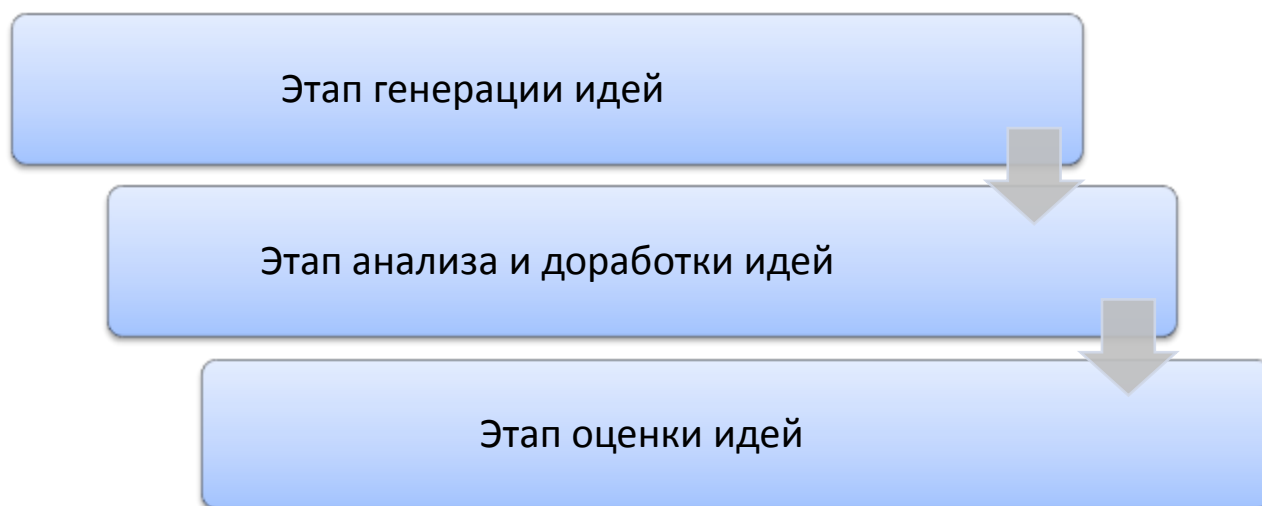 Этап генерации идей
Этап анализа и доработки идей
Этап оценки идей